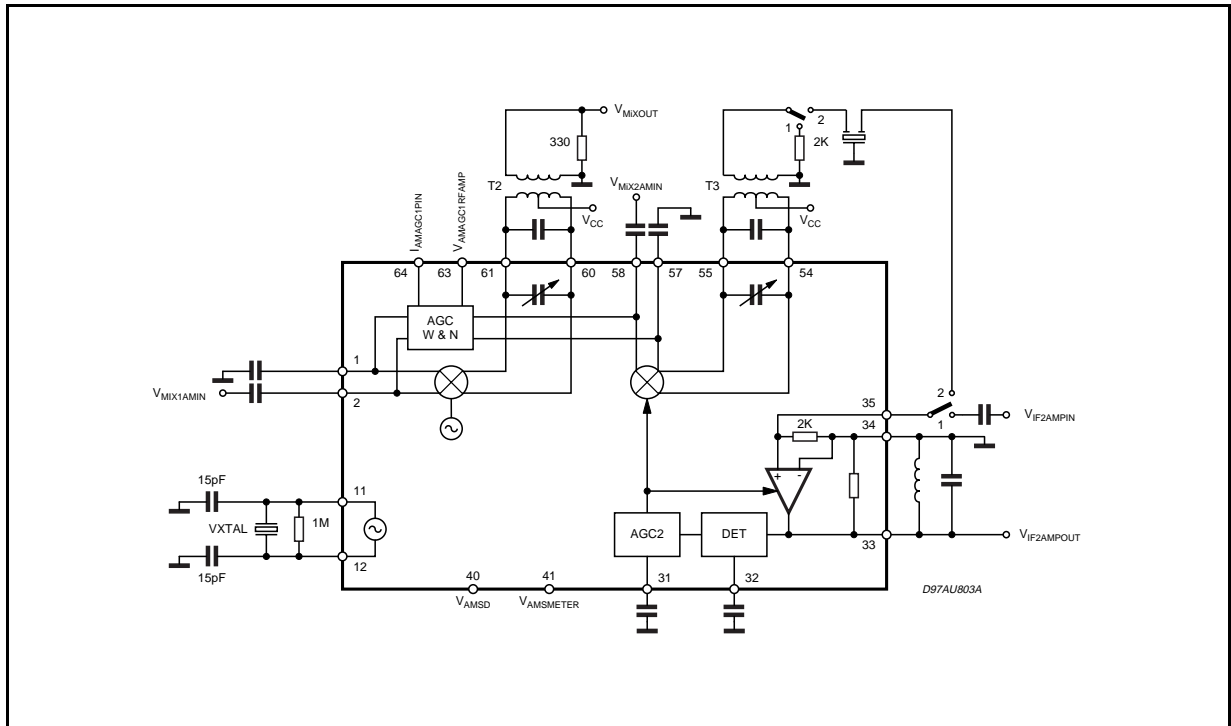 VMiXOUT
2
1
330
2K
T2
VMiX2AMIN
T3
VCC
VCC
IAMAGC1PIN
VAMAGC1RFAMP
64
63
61
60
58
57
55
54
AGC
W & N
1
VMIX1AMIN
2
35
2
1
VIF2AMPIN
2K
34
+ -
15pF
11
VXTAL
1M
AGC2
DET
33
VIF2AMPOUT
12
15pF
40
41
31
32
VAMSD
VAMSMETER
D97AU803A